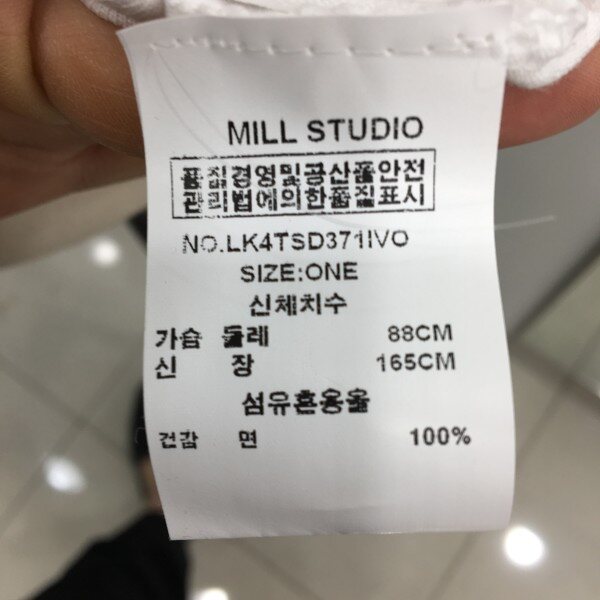 MILL STUDIO
품질경영및공산품안전
관리법에의한품질표시
NO.LK4TSD371IVO
SIZE:ONE
신체치수
가슴 둘레 88CM
신 장 165CM
섬유혼용율
겉감 면 100%